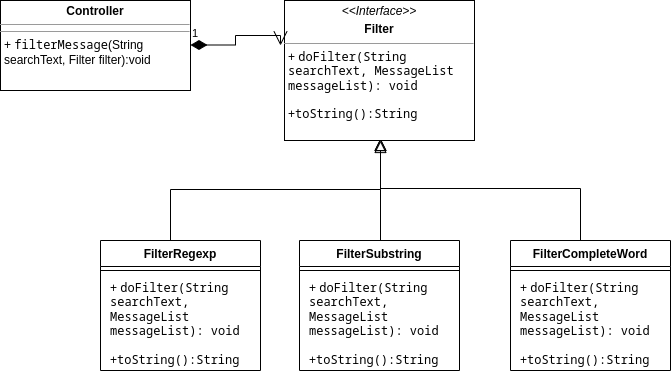 Controller
+ filterMessage(String
searchText, Filter filter):void
1
<<Interface>>
Filter
+ doFilter(String
searchText, MessageList
messageList): void
+toString():String
FilterRegexp
+ doFilter(String
searchText,
MessageList
messageList): void
+toString():String
FilterSubstring
+ doFilter(String
searchText,
MessageList
messageList): void
+toString():String
FilterCompleteWord
+ doFilter(String
searchText,
MessageList
messageList): void
+toString():String